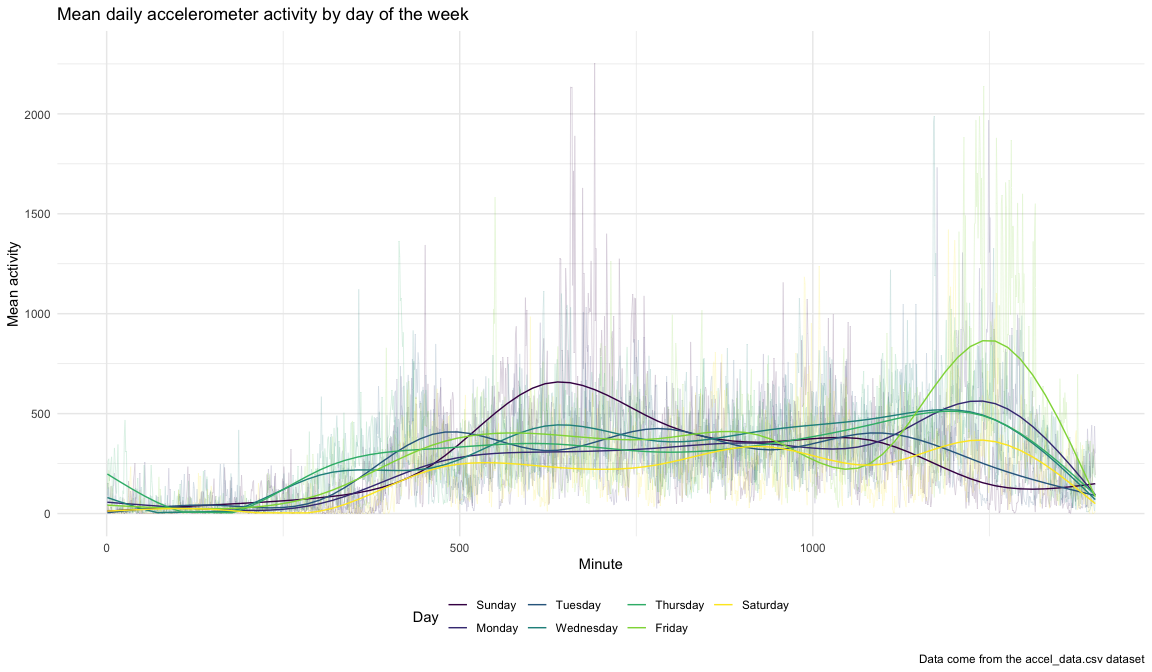 Mean daily accelerometer activity by day of the week
2000
1500
1000
500
0
Mean activity
0 500 1000
Minute
Day
Sunday Tuesday Thursday Saturday
Monday Wednesday Friday
Data come from the accel_data.csv dataset